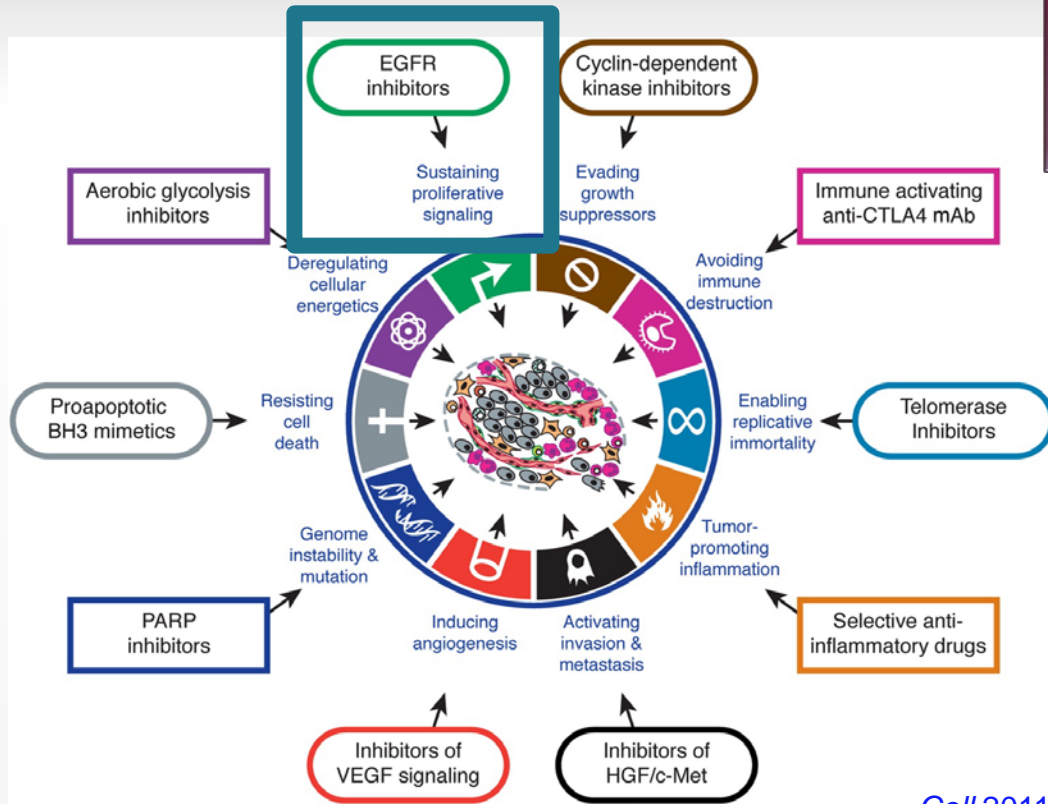 EGFR
inhibitors
Cyclin-dependent
kinase inhibitors
Sustaining
proliferative
signaling
Evading
growth
suppressors
Aerobic glycolysis
inhibitors
Immune activating
anti-CTLA4 mAb
Deregulating
cellular
energetics
Avoiding
immune
destruction
Proapoptotic
BH3 mimetics
Resisting
cell
death
Enabling
replicative
immortality
Telomerase
Inhibitors
Genome
instability &
mutation
Tumor-
promoting
inflammation
PARP
inhibitors
Inducing
angiogenesis
Activating
invasion &
metastasis
Selective anti-
inflammatory drugs
Inhibitors of
VEGF signaling
Inhibitors of
HGF/c-Met
Cell 2011